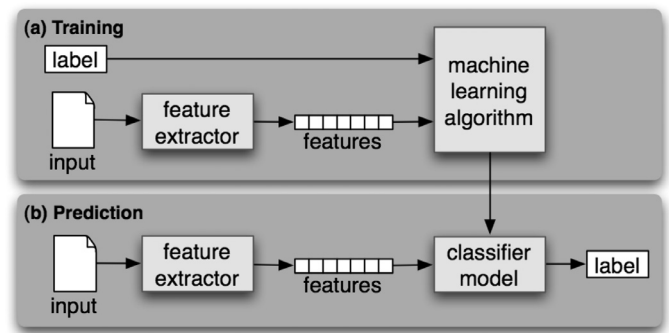 (a) Training
label
machine
learning
algorithm
feature
extractor
features
input
(b) Prediction
feature
extractor
features
classifier
model
label
input